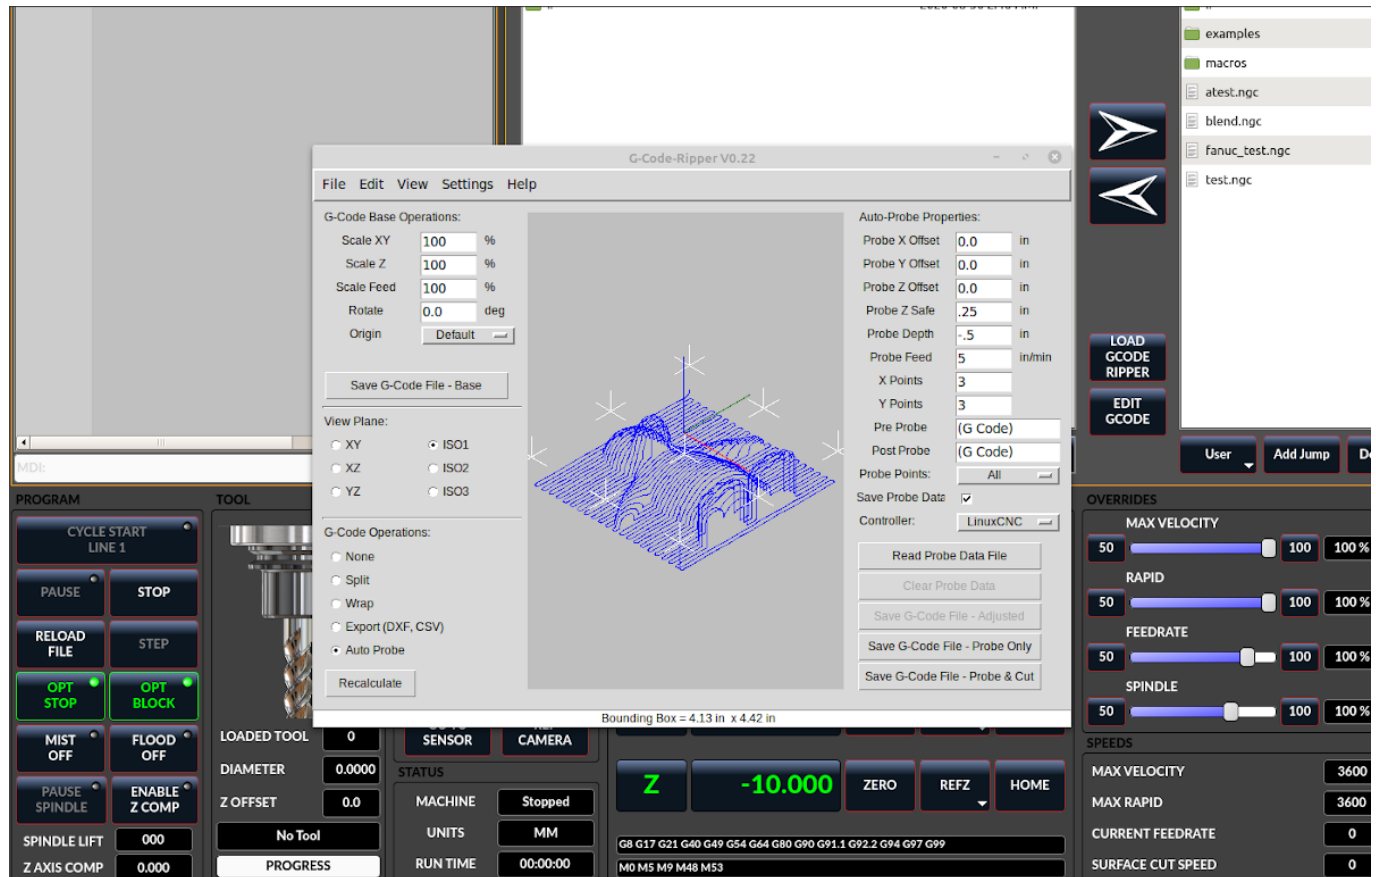 examples
macros
atest.ngc
blend.ngc
fanuc_test.ngc
test.ngc
G-Code-Ripper V0.22
File Edit View Settings Help
G-Code Base Operations:
Scale XY 100 %
Scale Z 100 %
Scale Feed 100 %
Rotate 0.0 deg
Origin Default
Save G-Code File - Base
View Plane:
XY ISO1
XZ ISO2
YZ ISO3
G-Code Operations:
None
Split
Wrap
Export (DXF, CSV)
Auto Probe
Recalculate
Auto-Probe Properties:
Probe X Offset 0.0 in
Probe Y Offset 0.0 in
Probe Z Offset 0.0 in
Probe Z Safe .25 in
Probe Depth -.5 in
Probe Feed 5 in/min
X Points 3
Y Points 3
Pre Probe (G Code)
Post Probe (G Code)
Probe Points: All
Save Probe Data
Controller: LinuxCNC
Read Probe Data File
Clear Probe Data
Save G-Code File - Adjusted
Save G-Code File - Probe Only
Save G-Code File - Probe & Cut
Bounding Box = 4.13 in x 4.42 in
LOAD
GCODE
RIPPER
EDIT
GCODE
User Add Jump
MDI:
PROGRAM
CYCLE START
LINE 1
PAUSE STOP
RELOAD
FILE
STEP
OPT
STOP
OPT
BLOCK
MIST
OFF
FLOOD
OFF
PAUSE
SPINDLE
ENABLE
Z COMP
SPINDLE LIFT 000
Z AXIS COMP 0.000
TOOL
LOADED TOOL 0
DIAMETER 0.0000
Z OFFSET 0.0
No Tool
PROGRESS
SENSOR
CAMERA
STATUS
MACHINE Stopped
UNITS MM
RUN TIME 00:00:00
Z -10.000 ZERO REFZ HOME
G8 G17 G21 G40 G49 G54 G64 G80 G90 G91.1 G92.2 G94 G97 G99
M0 M5 M9 M48 M53
OVERRIDES
MAX VELOCITY
50 100 100 %
RAPID
50 100 100 %
FEEDRATE
50 100 100 %
SPINDLE
50 100 100 %
SPEEDS
MAX VELOCITY 3600
MAX RAPID 3600
CURRENT FEEDRATE 0
SURFACE CUT SPEED 0